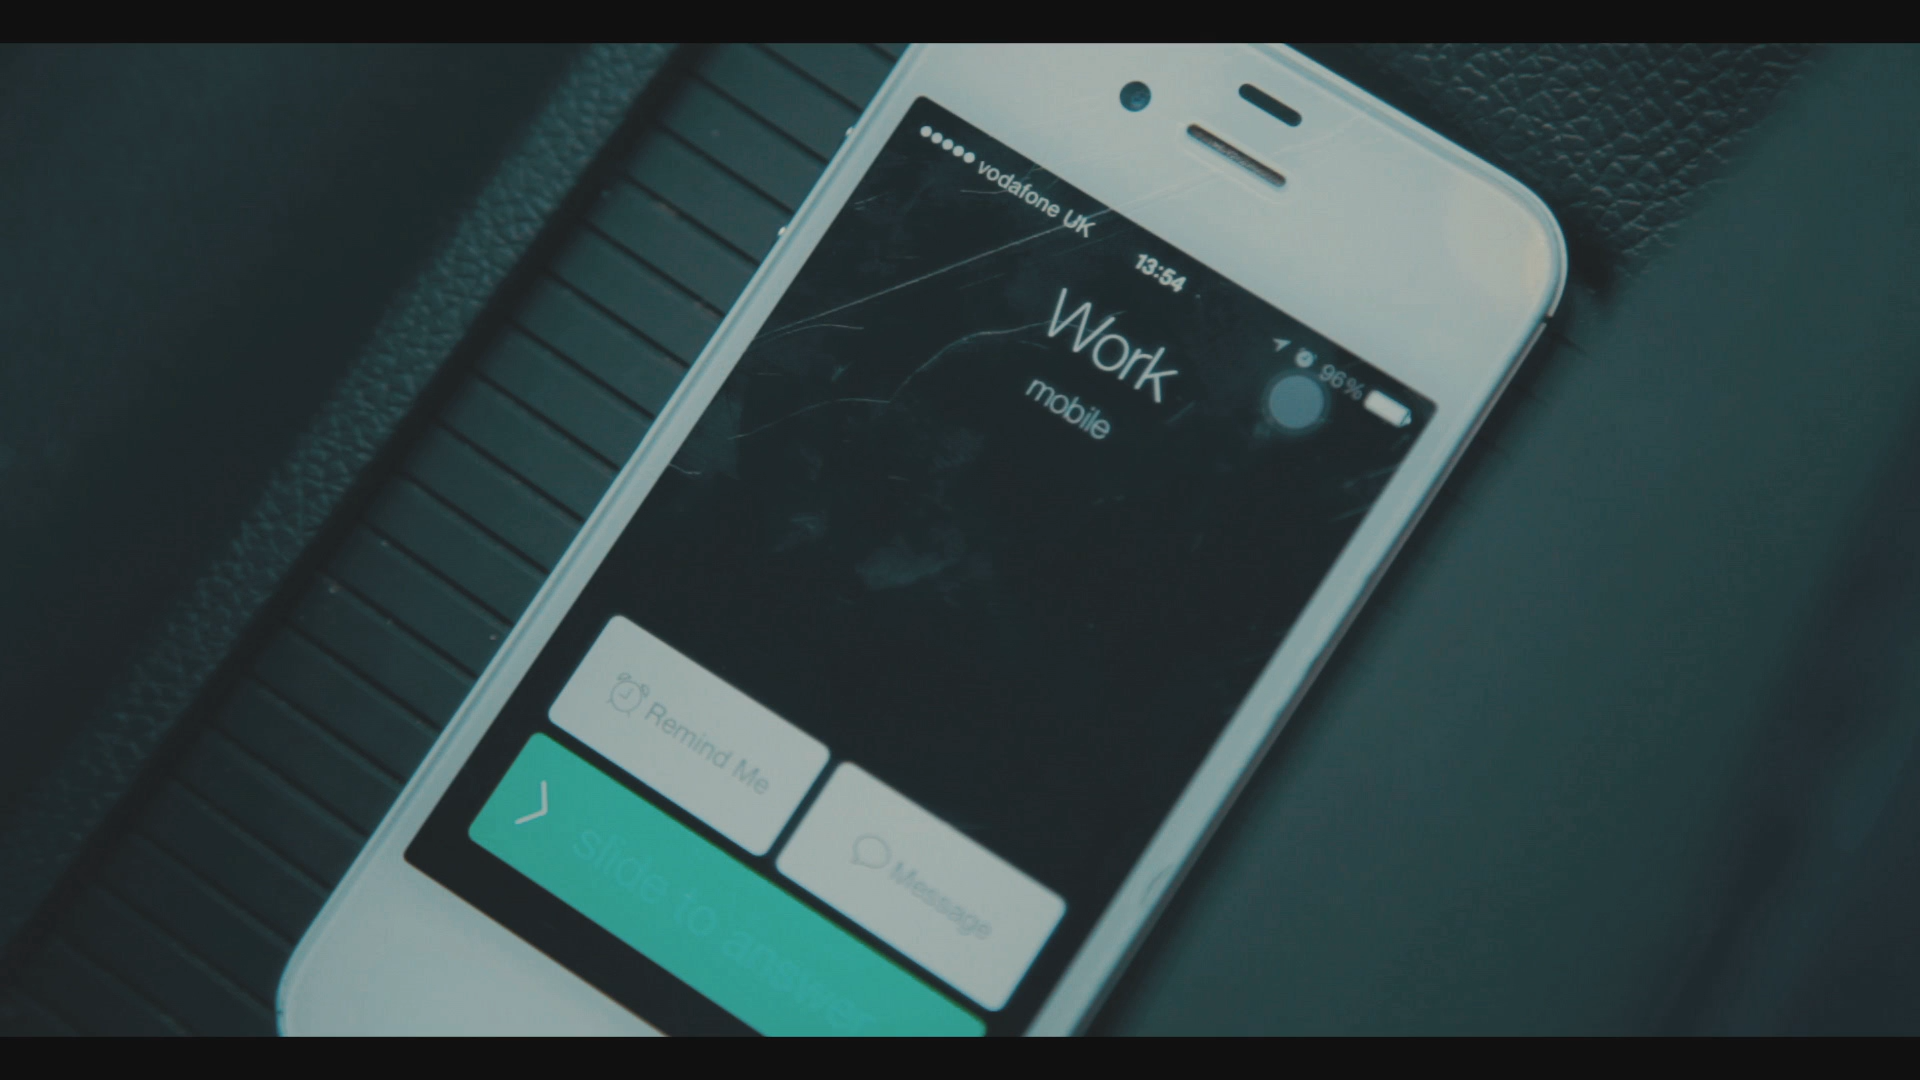 vodafone UK
13:54
96%
Work
mobile
Remind Me
Message
slide to answer